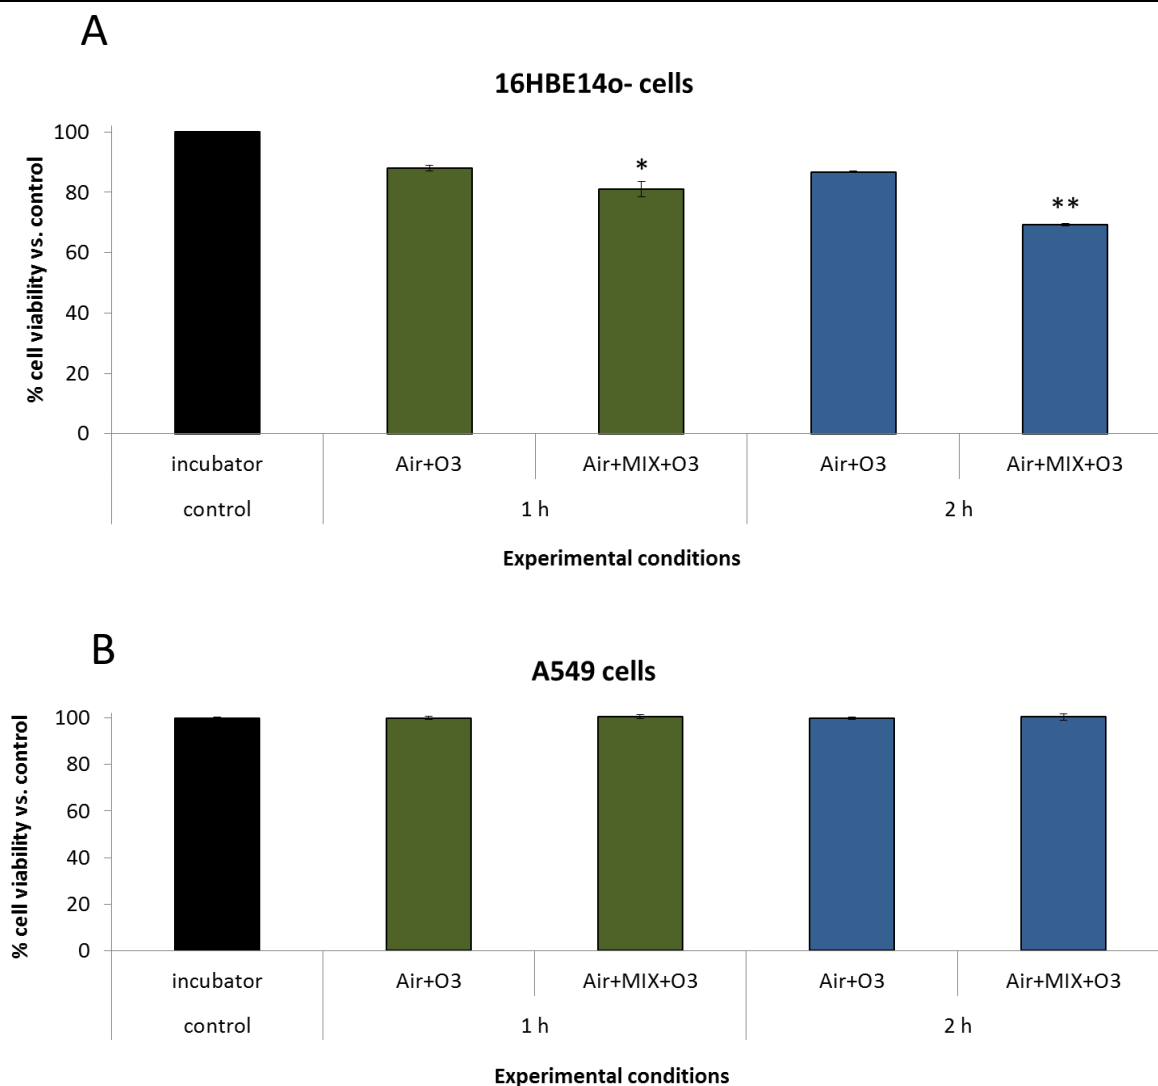 A
16HBE14o- cells
% cell viability vs. control
100
80
60
40
20
0
*
**
incubator Air+O3 Air+MIX+O3 Air+O3 Air+MIX+O3
control 1 h 2 h
Experimental conditions
B
A549 cells
% cell viability vs. control
100
80
60
40
20
0
incubator Air+O3 Air+MIX+O3 Air+O3 Air+MIX+O3
control 1 h 2 h
Experimental conditions